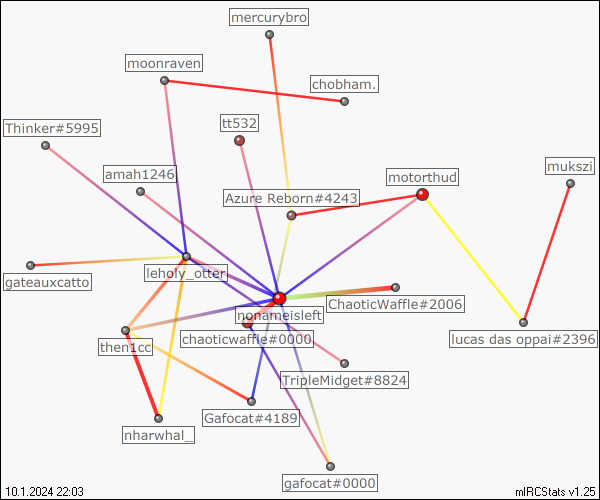 mercurybro
moonraven
chobham.
Thinker#5995
tt532
mukszi
amah1246
motorthud
Azure Reborn#4243
gateauxcatto
leholy_otter
nonameisleft
ChaoticWaffle#2006
then1cc
chaoticwaffle#0000
lucas das oppai#2396
TripleMidget#8824
Gafocat#4189
nharwhal_
gafocat#0000
10.1.2024 22:03
mIRCStats v1.25